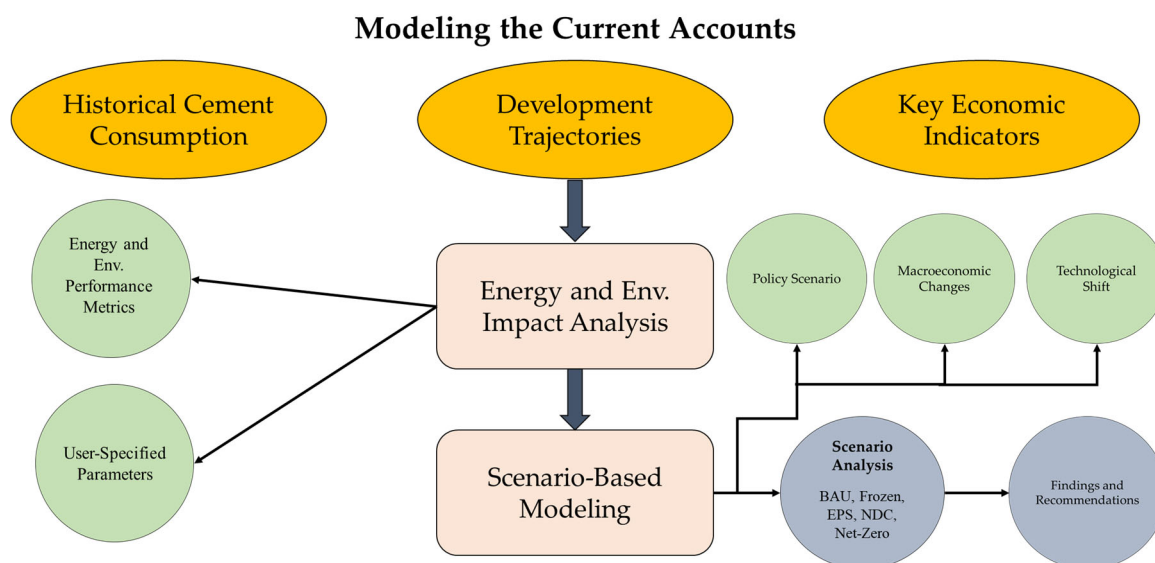 Modeling the Current Accounts
Historical Cement
Consumption
Development
Trajectories
Key Economic
Indicators
Energy and
Env.
Performance
Metrics
Energy and Env.
Impact Analysis
Policy Scenario
Macroeconomic
Changes
Technological
Shift
User-Specified
Parameters
Scenario-Based
Modeling
Scenario
Analysis
BAU, Frozen,
EPS, NDC,
Net-Zero
Findings and
Recommendations